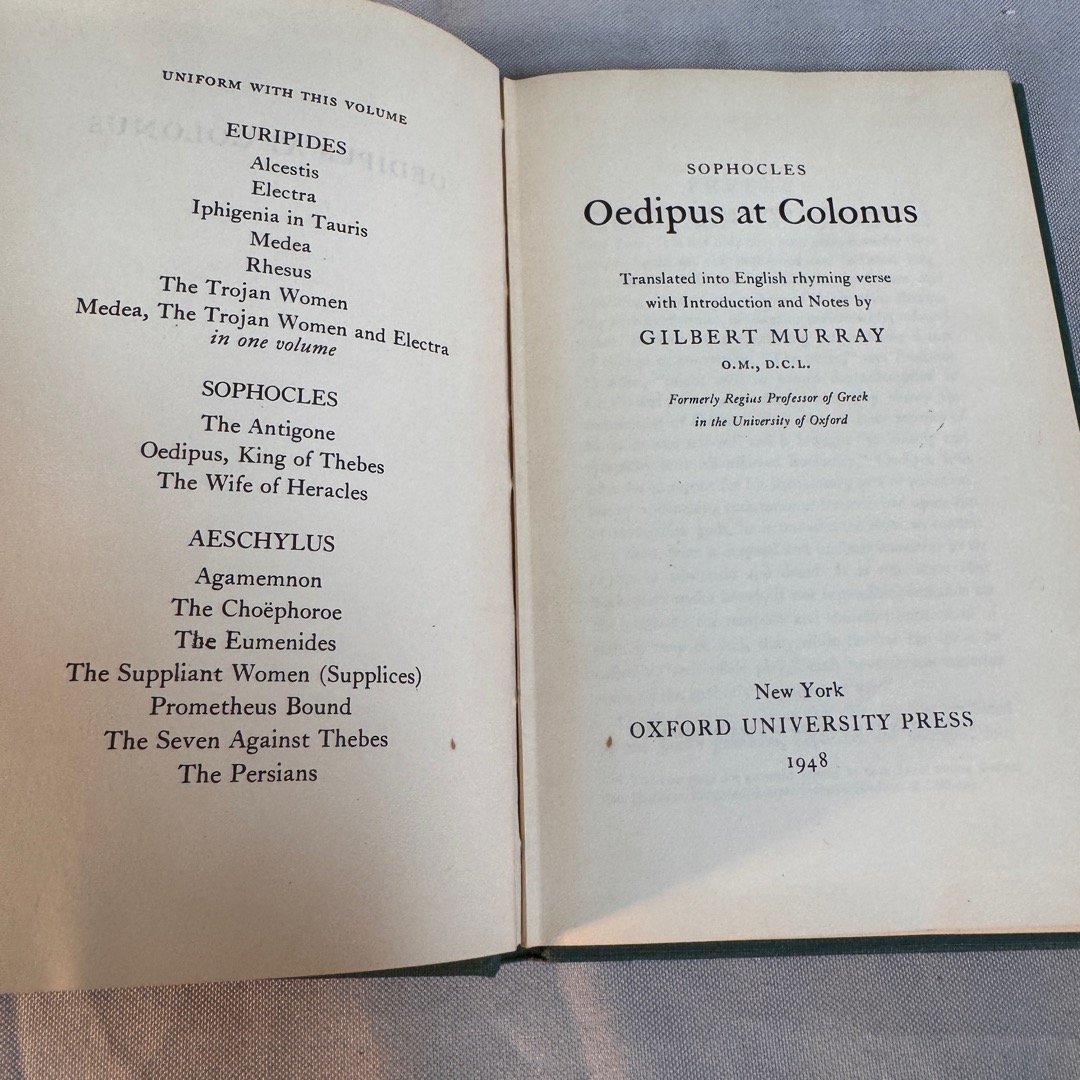 UNIFORM WITH THIS VOLUME
EURIPIDES
Alcestis
Electra
Iphigenia in Tauris
Medea
Rhesus
The Trojan Women
Medea, The Trojan Women and Electra
in one volume
SOPHOCLES
The Antigone
Oedipus, King of Thebes
The Wife of Heracles
AESCHYLUS
Agamemnon
The Choëphoroe
The Eumenides
The Suppliant Women (Supplices)
Prometheus Bound
The Seven Against Thebes
The Persians
SOPHOCLES
Oedipus at Colonus
Translated into English rhyming verse
with Introduction and Notes by
GILBERT MURRAY
O.M., D.C.L.
Formerly Regius Professor of Greek
in the University of Oxford
New York
OXFORD UNIVERSITY PRESS
1948